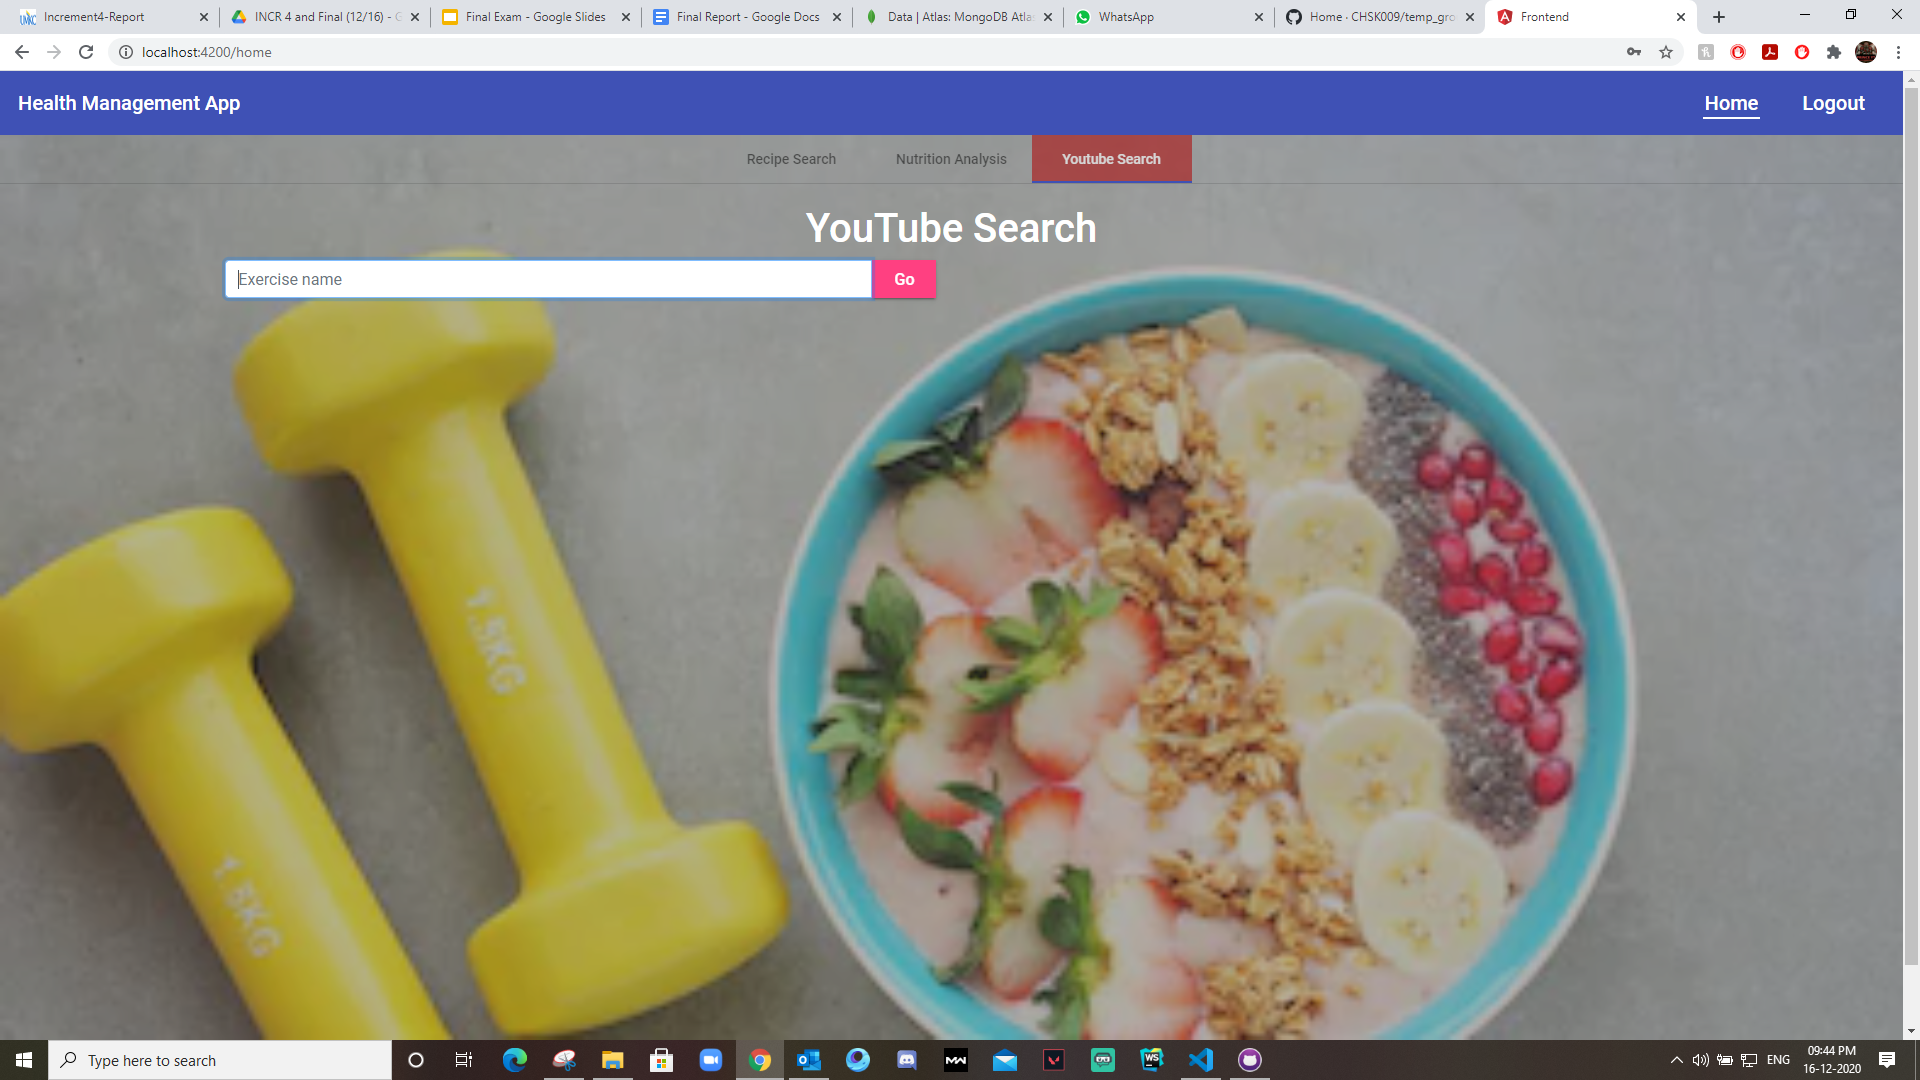 Increment4-Report
INCR 4 and Final (12/16) - G
Final Exam - Google Slides
Final Report - Google Docs
Data | Atlas: MongoDB Atlas
WhatsApp
Home · CHSK009/temp_gro
Frontend
localhost:4200/home
Health Management App
Home
Logout
Recipe Search
Nutrition Analysis
Youtube Search
YouTube Search
Exercise name
Go
1.5KG
1.5KG
Type here to search
ENG
09:44 PM
16-12-2020